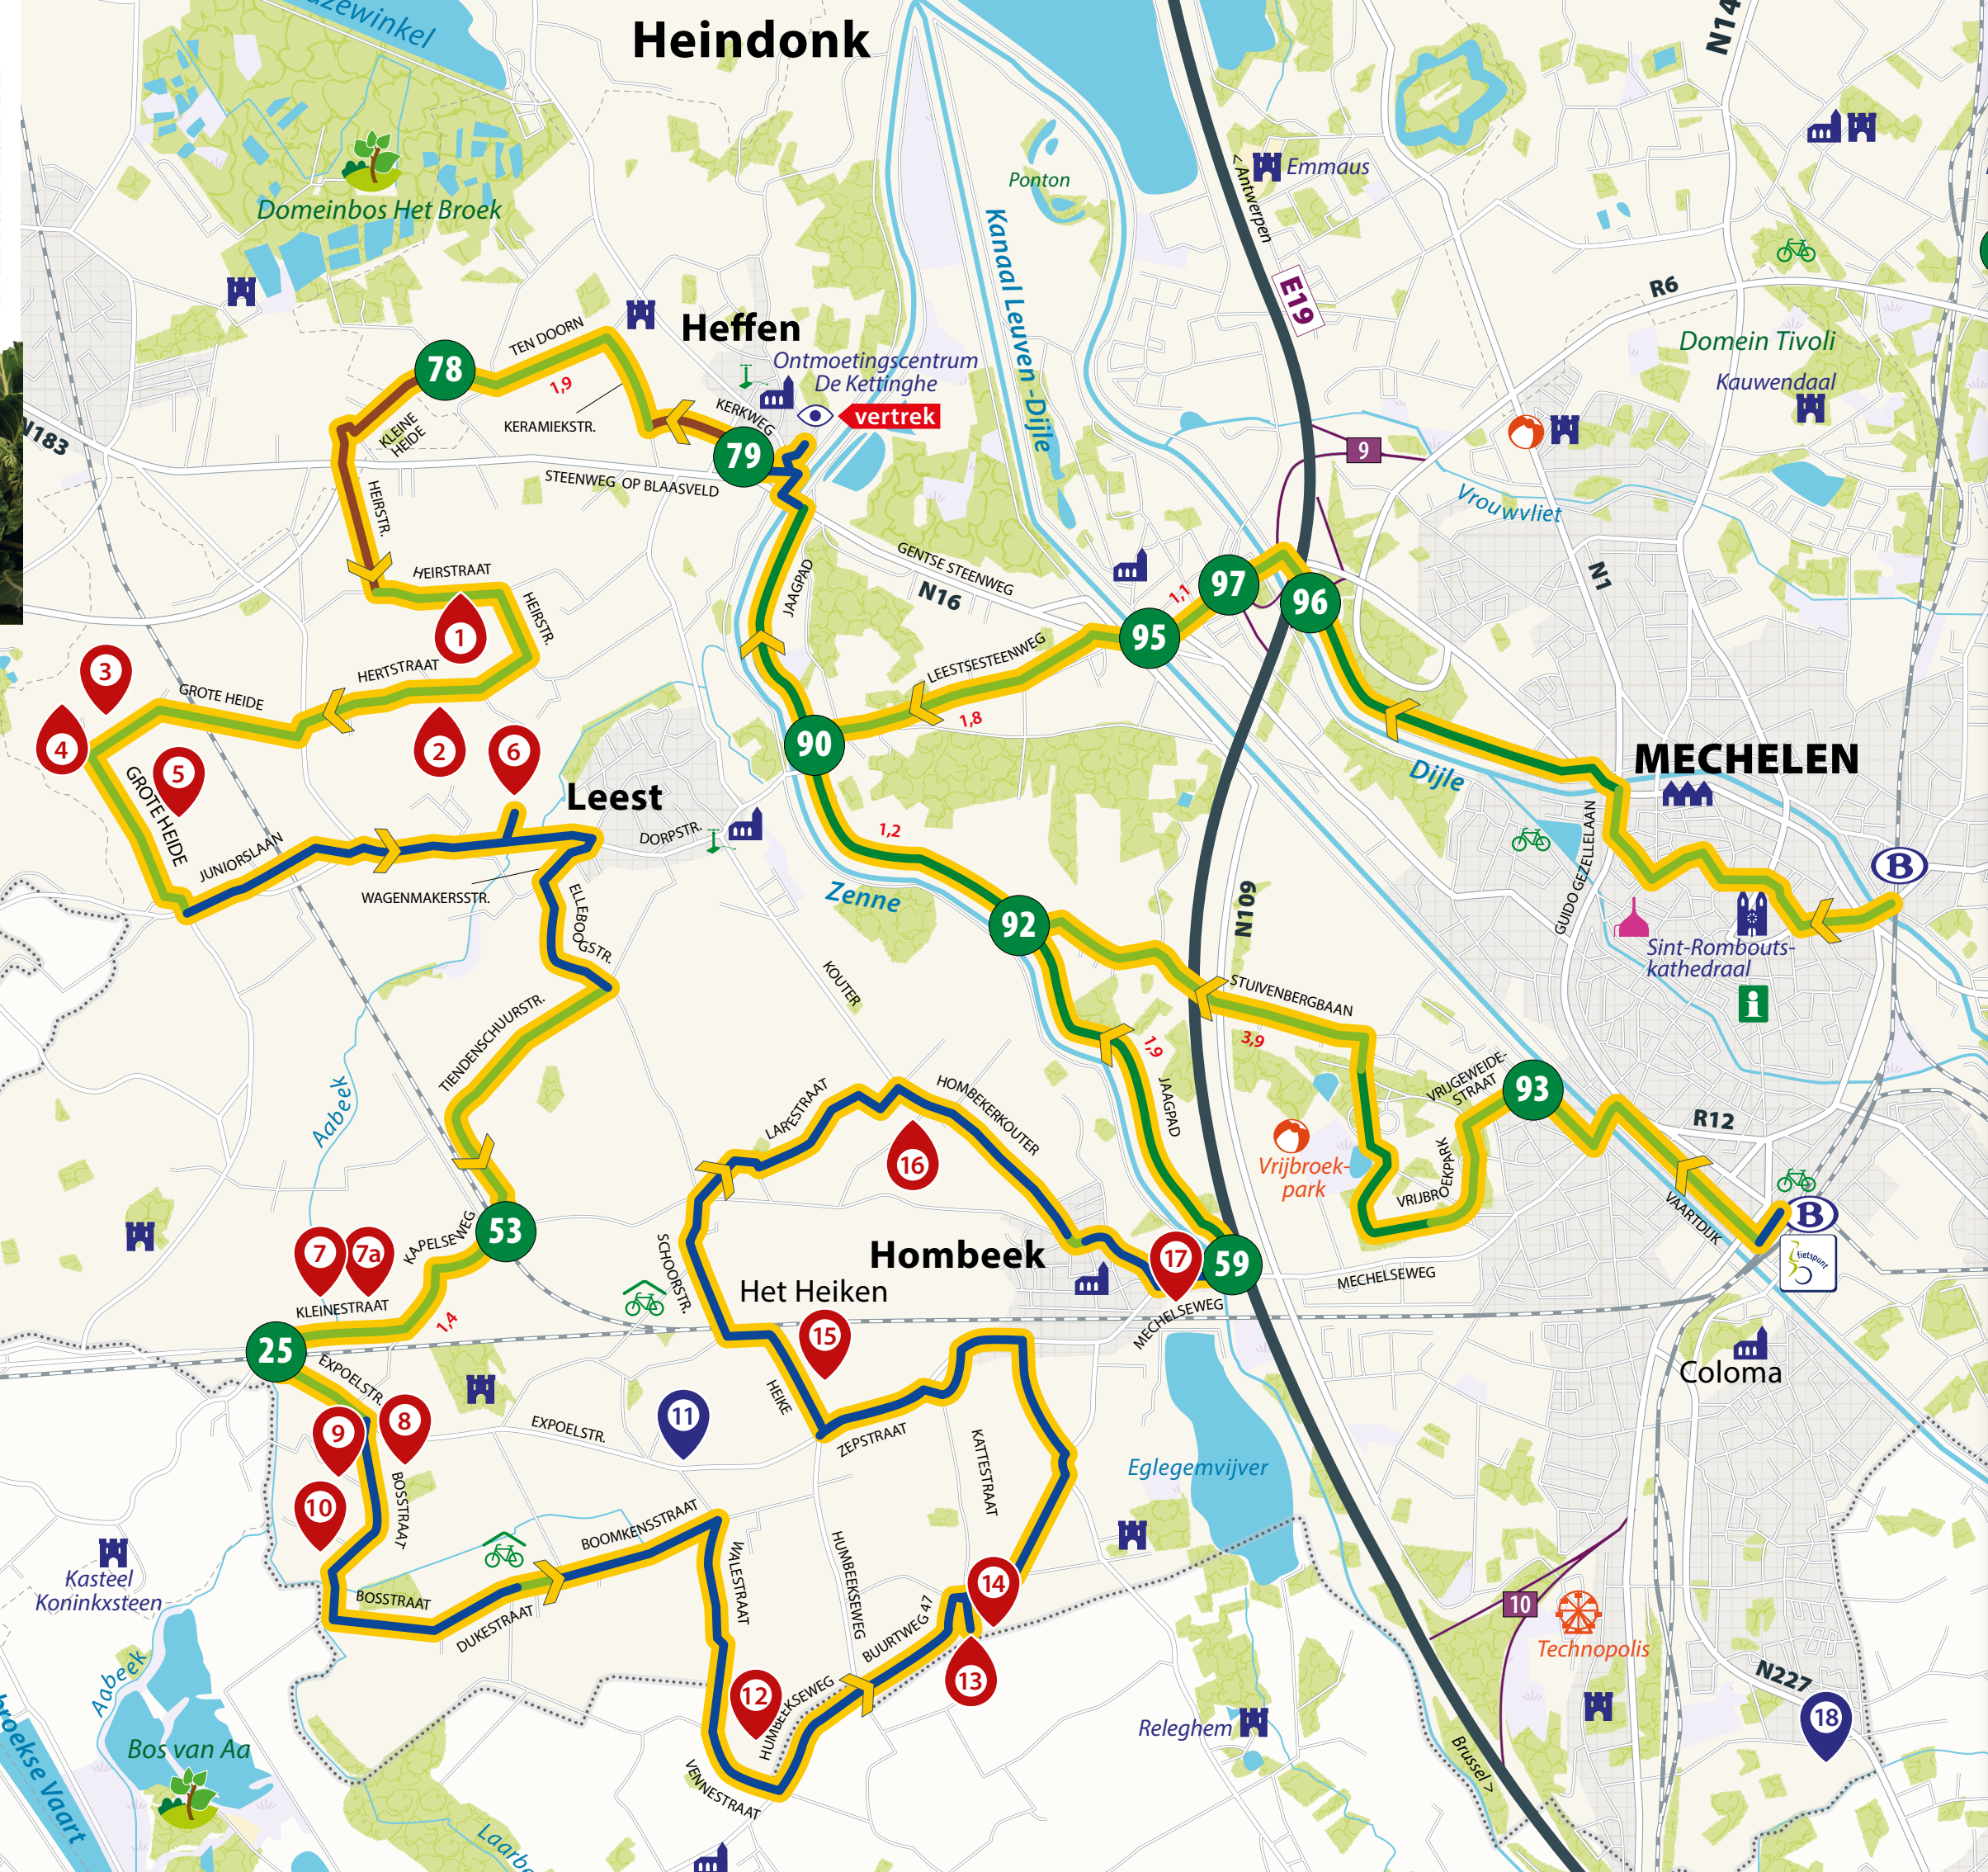 azewinkel
Heindonk
N14
Domeinbos Het Broek
Ponton
Kanaal Leuven-Dijle
< Antwerpen
Emmaus
E19
R6
Domein Tivoli
Kauwendaal
Heffen
Ontmoetingscentrum
De Kettinghe
vertrek
TEN DOORN
78
1,9
KERAMIEKSTR.
KERKWEG
79
KLEINE
HEIDE
N183
STEENWEG OP BLAASVELD
HEIRSTR.
9
Vrouwvliet
N1
HEIRSTRAAT
HEIRSTR.
JAAGPAD
GENTSE STEENWEG
N16
97
96
1,1
95
1
HERTSTRAAT
LEESTSESTEENWEG
1,8
3
GROTE HEIDE
4
5
2
6
90
GROTE HEIDE
Leest
MECHELEN
Dijle
GUIDO GEZELLELAAN
B
JUNIORSLAAN
DORPSTR.
1,2
WAGENMAKERSSTR.
ELLEBOOGSTR.
Zenne
92
N109
Sint-Rombouts-
kathedraal
i
KOUTER
STUIVENBERGBAAN
3,9
TIENDENSCHUURSTR.
Aabeek
1,9
JAAGPAD
LARESTRAAT
HOMBEKERKOUTER
VRIJGEWEIDE-
STRAAT
93
R12
Vrijbroek-
park
VRIJBROEKPARK
16
VAARTDIJK
B
fietspunt
53
KAPELSEWEG
7
7a
SCHOORSTR.
Hombeek
17
59
MECHELSEWEG
MECHELSEWEG
KLEINESTRAAT
1,4
Het Heiken
15
25
EXPOELSTR.
Coloma
HEIKE
8
9
EXPOELSTR.
11
ZEPSTRAAT
KATTESTRAAT
Eglegemvijver
10
BOSSTRAAT
BOOMKENSSTRAAT
WALESTRAAT
HUMBEEKSEWEG
Kasteel
Koninkxsteen
BOSSTRAAT
DUKESTRAAT
BUURTWEG 47
14
10
Technopolis
Aabeek
13
12
HUMBEEKSEWEG
N227
18
Releghem
Bos van Aa
Brussel >
VENNESTRAAT
broekse Vaart
Laarbe